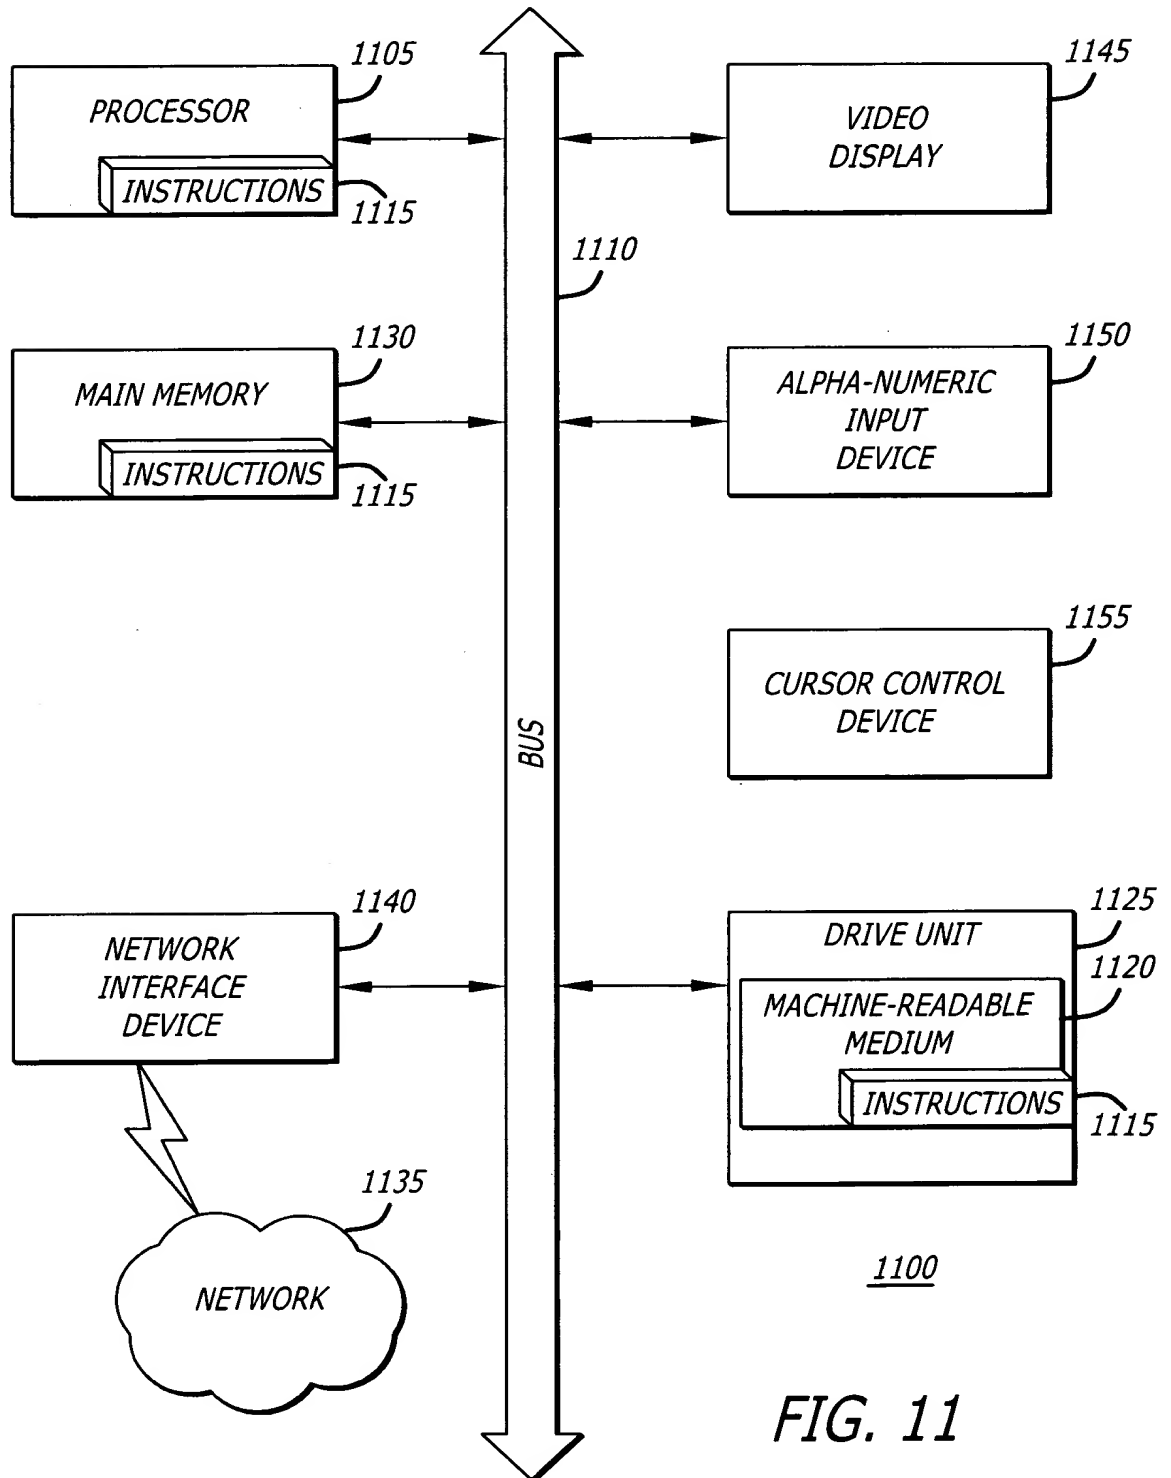 1105
PROCESSOR
INSTRUCTIONS
1115
1145
VIDEO
DISPLAY
1110
1130
MAIN MEMORY
INSTRUCTIONS
1115
1150
ALPHA-NUMERIC
INPUT
DEVICE
1155
CURSOR CONTROL
DEVICE
BUS
1140
NETWORK
INTERFACE
DEVICE
1125
DRIVE UNIT
1120
MACHINE-READABLE
MEDIUM
INSTRUCTIONS
1115
1135
NETWORK
1100
FIG. 11